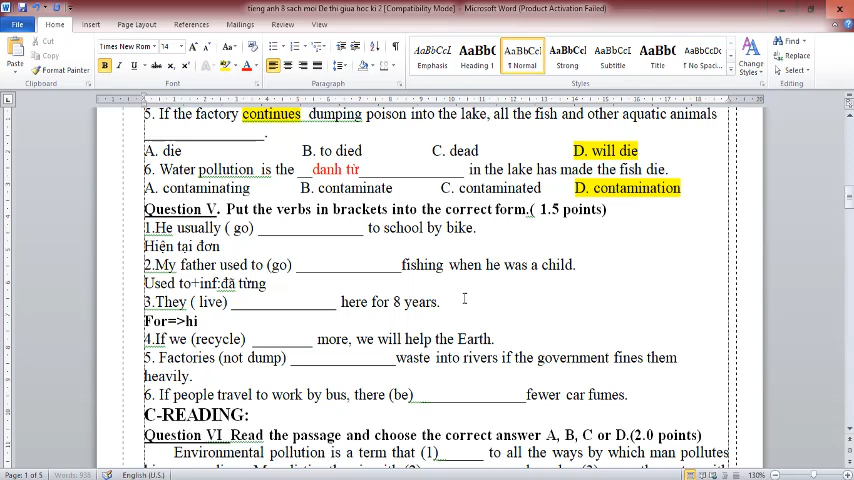 tieng anh 8 sach moi De thi giua hoc ki 2 [Compatibility Mode] - Microsoft Word (Product Activation Failed)
File Home Insert Page Layout References Mailings Review View
Cut
Copy
Format Painter
Paste
Clipboard
Times New Rom 14
Font
Paragraph
AaBbCcL AaBbC AaBbCcl AaBbCcl AaBbCcL AaBbC AaBbCcDc
Emphasis Heading 1 ¶ Normal Strong Subtitle Title ¶ No Spaci...
Styles
Change Styles
Find
Replace
Select
Editing
5. If the factory continues dumping poison into the lake, all the fish and other aquatic animals
______________.
A. die B. to died C. dead D. will die
6. Water pollution is the __danh từ______________ in the lake has made the fish die.
A. contaminating B. contaminate C. contaminated D. contamination
Question V. Put the verbs in brackets into the correct form.( 1.5 points)
1.He usually ( go) ______________ to school by bike.
Hiện tại đơn
2.My father used to (go) ______________fishing when he was a child.
Used to+inf:đã từng
3.They ( live) ______________ here for 8 years.
For=>hi
4.If we (recycle) ________ more, we will help the Earth.
5. Factories (not dump) ______________waste into rivers if the government fines them
heavily.
6. If people travel to work by bus, there (be)_______________fewer car fumes.
C-READING:
Question VI Read the passage and choose the correct answer A, B, C or D.(2.0 points)
Environmental pollution is a term that (1)______ to all the ways by which man pollutes
Page: 1 of 5 Words: 938 English (U.S.) 130%